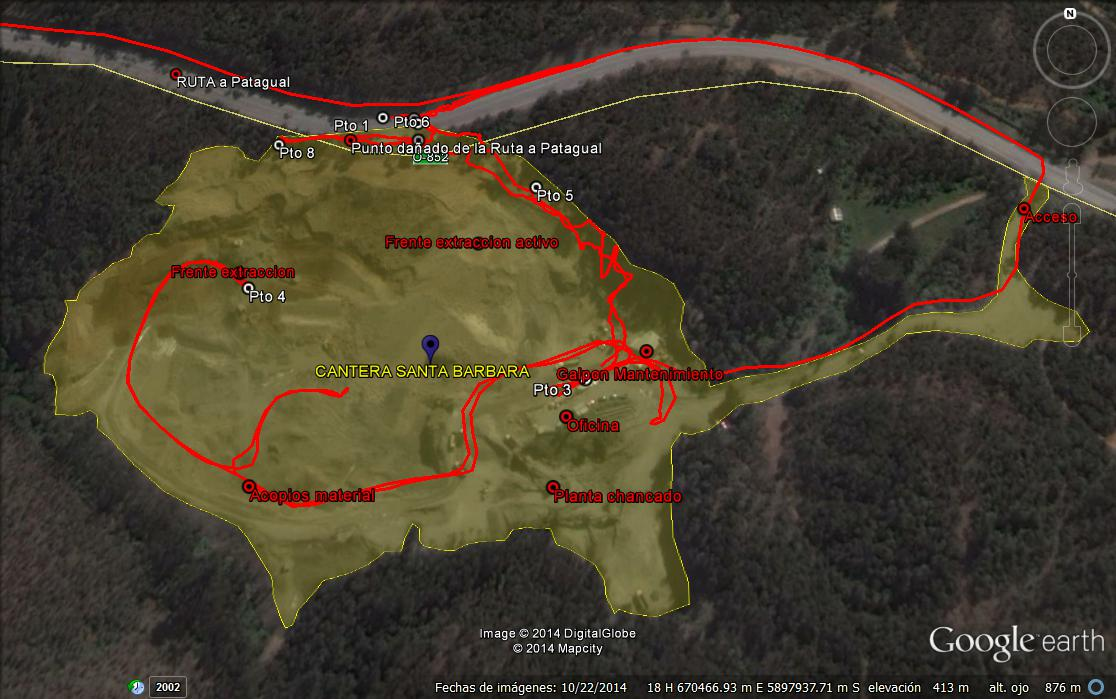 N
RUTA a Patagual
Pto 1
Pto 6
Punto dañado de la Ruta a Patagual
O-852
Pto 8
Pto 5
Acceso
Frente extraccion activo
Frente extraccion
Pto 4
CANTERA SANTA BARBARA
Galpon Mantenimiento
Pto 3
Oficina
Acopios material
Planta chancado
Image © 2014 DigitalGlobe
© 2014 Mapcity
Google earth
2002
Fechas de imágenes: 10/22/2014 18 H 670466.93 m E 5897937.71 m S elevación 413 m alt. ojo 876 m